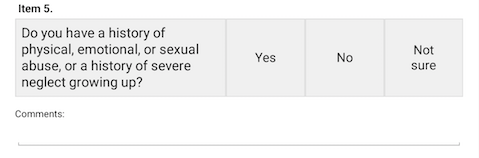 Item 5.
Do you have a history of
physical, emotional, or sexual
abuse, or a history of severe
neglect growing up?
Yes
No
Not
sure
Comments: